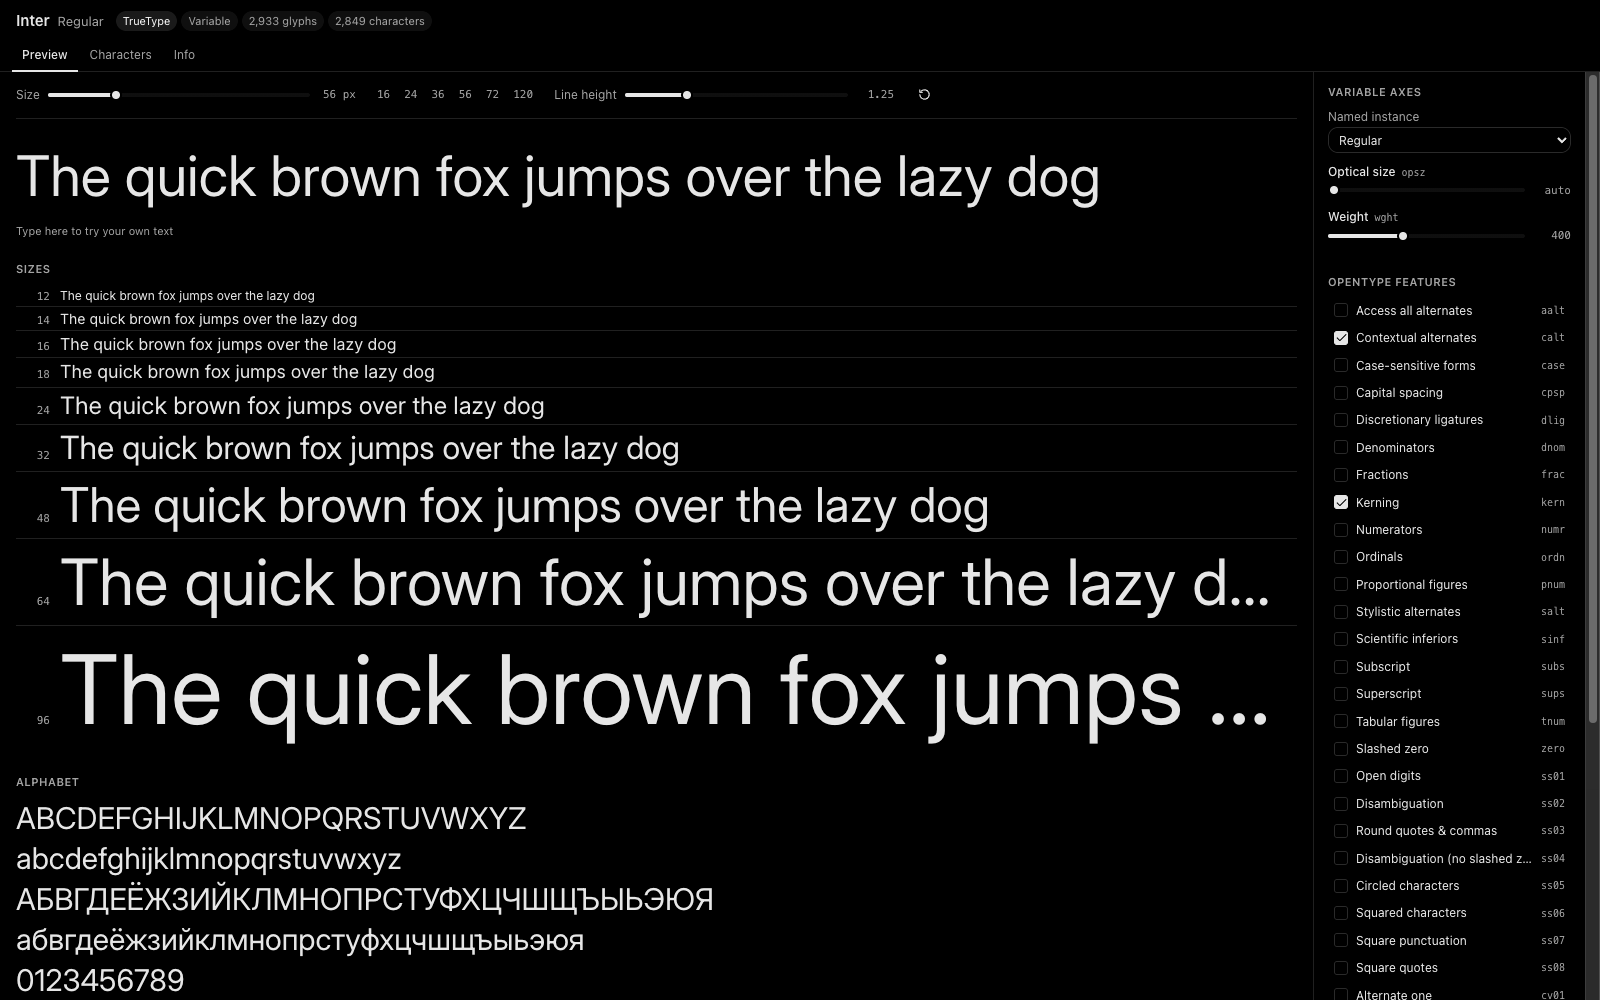 Inter Regular TrueType Variable 2,933 glyphs 2,849 characters
Preview Characters Info
Size 56 px 16 24 36 56 72 120 Line height 1.25
The quick brown fox jumps over the lazy dog
Type here to try your own text
SIZES
12 The quick brown fox jumps over the lazy dog
14 The quick brown fox jumps over the lazy dog
16 The quick brown fox jumps over the lazy dog
18 The quick brown fox jumps over the lazy dog
24 The quick brown fox jumps over the lazy dog
32 The quick brown fox jumps over the lazy dog
48 The quick brown fox jumps over the lazy dog
64 The quick brown fox jumps over the lazy d...
96 The quick brown fox jumps ...
ALPHABET
ABCDEFGHIJKLMNOPQRSTUVWXYZ
abcdefghijklmnopqrstuvwxyz
АБВГДЕЁЖЗИЙКЛМНОПРСТУФХЦЧШЩЪЫЬЭЮЯ
абвгдеёжзийклмнопрстуфхцчшщъыьэюя
0123456789
VARIABLE AXES
Named instance
Regular
Optical size opsz
auto
Weight wght
400
OPENTYPE FEATURES
Access all alternates aalt
Contextual alternates calt
Case-sensitive forms case
Capital spacing cpsp
Discretionary ligatures dlig
Denominators dnom
Fractions frac
Kerning kern
Numerators numr
Ordinals ordn
Proportional figures pnum
Stylistic alternates salt
Scientific inferiors sinf
Subscript subs
Superscript sups
Tabular figures tnum
Slashed zero zero
Open digits ss01
Disambiguation ss02
Round quotes & commas ss03
Disambiguation (no slashed z... ss04
Circled characters ss05
Squared characters ss06
Square punctuation ss07
Square quotes ss08
Alternate one cv01